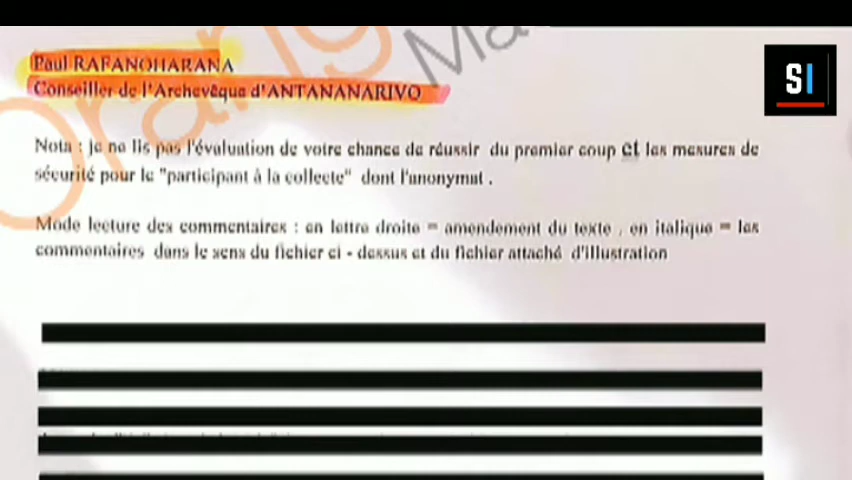 Paul RAFANOHARANA
Conseiller de l'Archevêque d'ANTANANARIVO
Nota : je ne lis pas l'évaluation de votre chance de réussir du premier coup et les mesures de
sécurité pour le "participant à la collecte" dont l'anonymat .
Mode lecture des commentaires : en lettre droite = amendement du texte , en italique = les
commentaires dans le sens du fichier ci - dessus et du fichier attaché d'illustration
SI